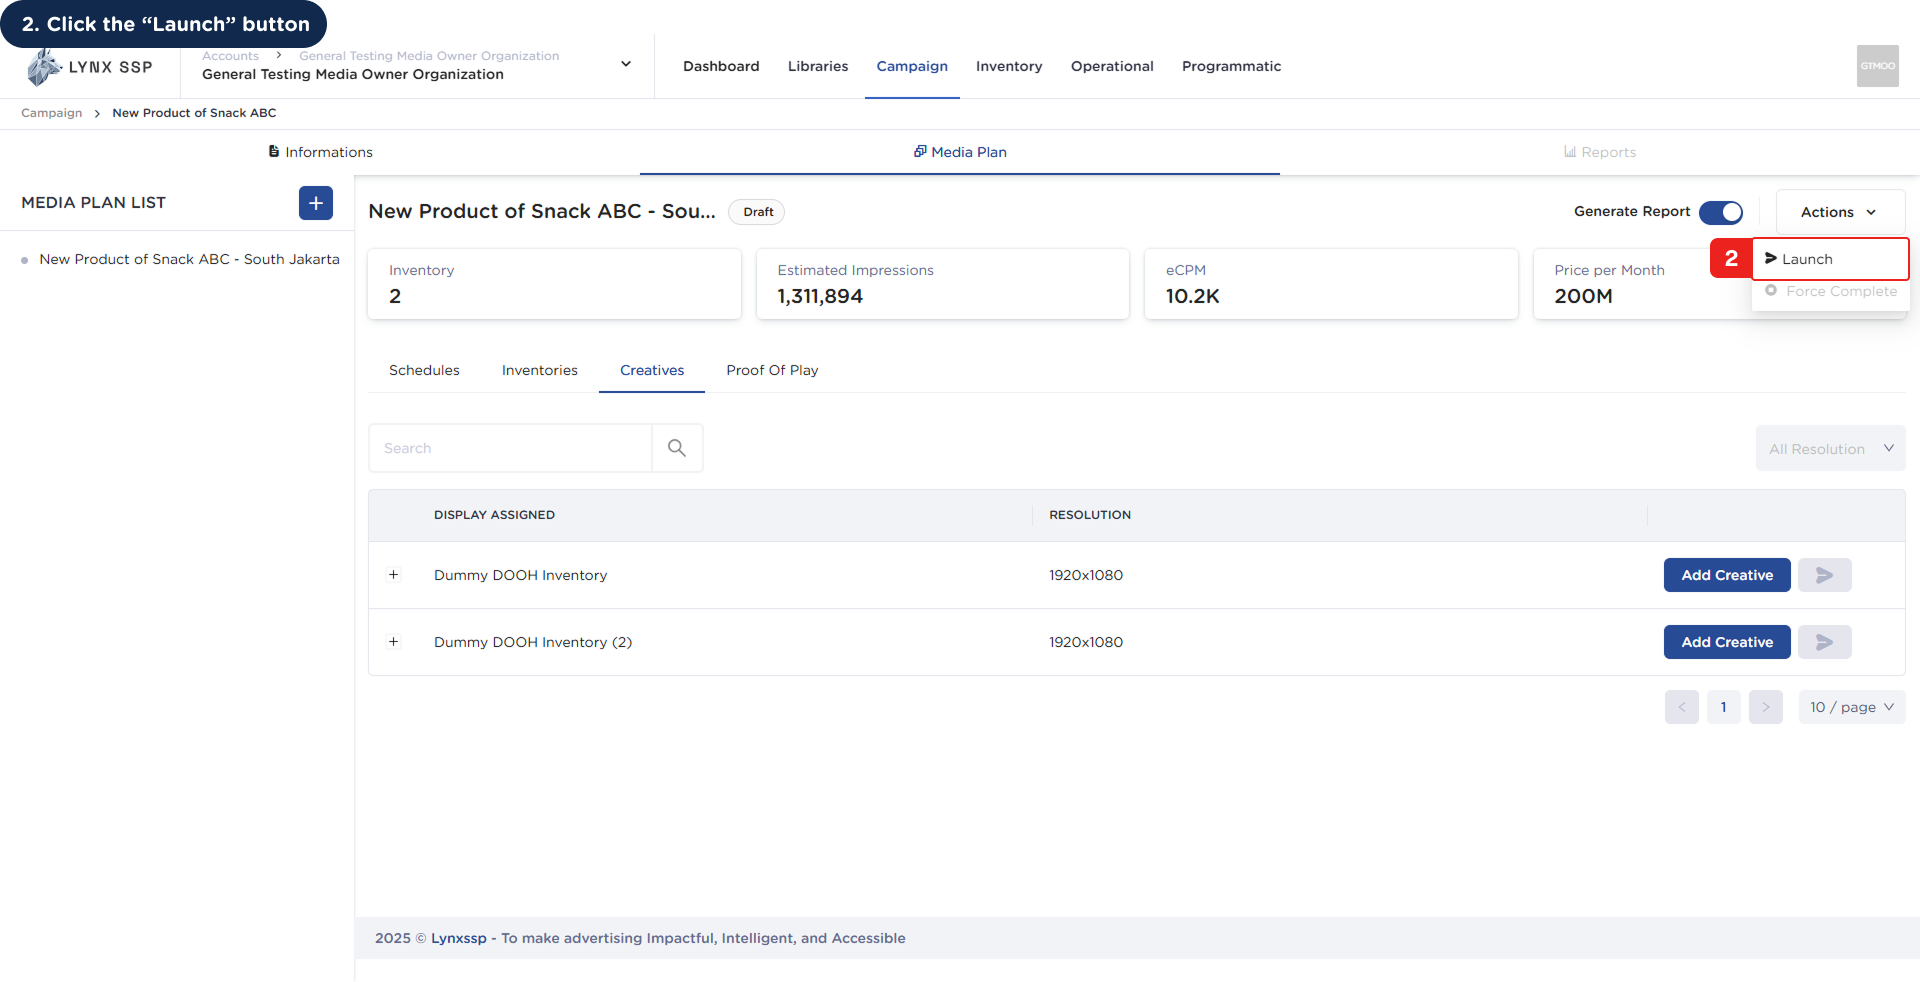 2. Click the “Launch” button
LYNX SSP
Accounts > General Testing Media Owner Organization
General Testing Media Owner Organization
Dashboard Libraries Campaign Inventory Operational Programmatic
GTMOO
Campaign > New Product of Snack ABC
Informations Media Plan Reports
MEDIA PLAN LIST
+
New Product of Snack ABC - South Jakarta
New Product of Snack ABC - Sou... Draft
Generate Report
Actions
2
Launch
Force Complete
Inventory
2
Estimated Impressions
1,311,894
eCPM
10.2K
Price per Month
200M
Schedules Inventories Creatives Proof Of Play
Search
All Resolution
DISPLAY ASSIGNED RESOLUTION
+ Dummy DOOH Inventory 1920x1080 Add Creative
+ Dummy DOOH Inventory (2) 1920x1080 Add Creative
< 1 > 10 / page
2025 © Lynxssp - To make advertising Impactful, Intelligent, and Accessible